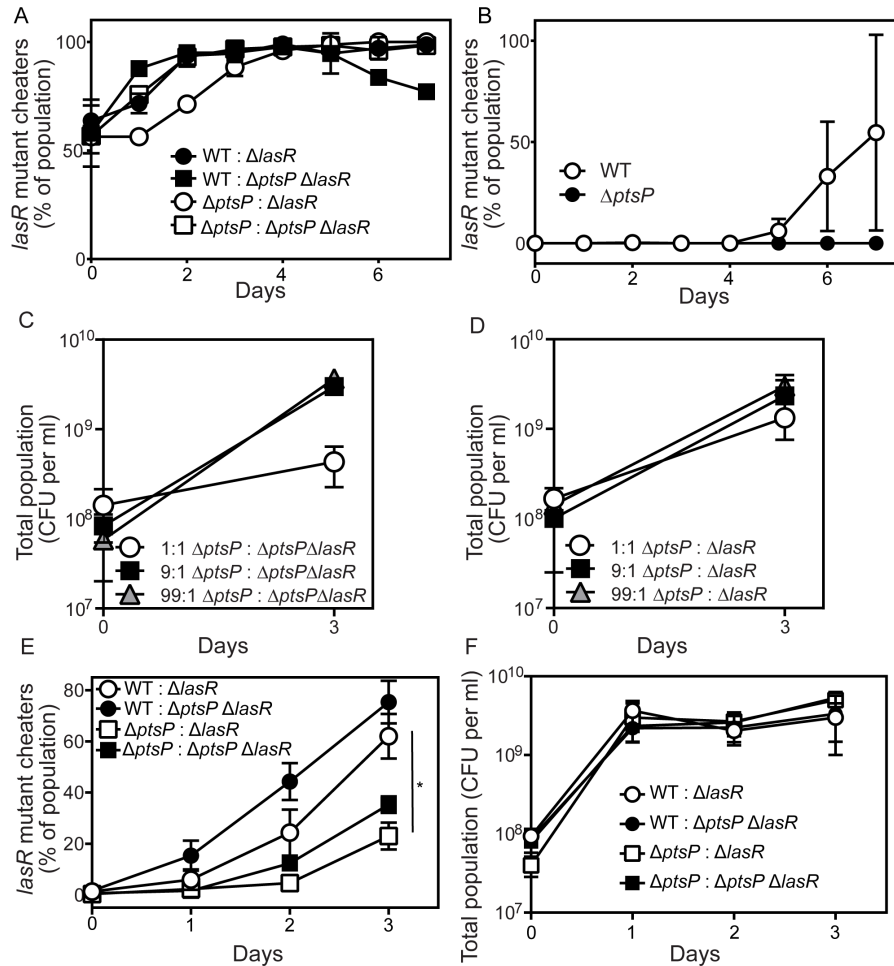 A
lasR mutant cheaters
(% of population)
100
50
0
WT : ΔlasR
WT : ΔptsP ΔlasR
ΔptsP : ΔlasR
ΔptsP : ΔptsP ΔlasR
0 2 4 6
Days
B
lasR mutant cheaters
(% of population)
100
50
0
WT
ΔptsP
0 2 4 6
Days
C
Total population
(CFU per ml)
10^10
10^9
10^8
10^7
1:1 ΔptsP : ΔptsPΔlasR
9:1 ΔptsP : ΔptsPΔlasR
99:1 ΔptsP : ΔptsPΔlasR
0 3
Days
D
Total population
(CFU per ml)
10^10
10^9
10^8
10^7
1:1 ΔptsP : ΔlasR
9:1 ΔptsP : ΔlasR
99:1 ΔptsP : ΔlasR
0 3
Days
E
lasR mutant cheaters
(% of population)
80
60
40
20
0
WT : ΔlasR
WT : ΔptsP ΔlasR
ΔptsP : ΔlasR
ΔptsP : ΔptsP ΔlasR
*
0 1 2 3
Days
F
Total population (CFU per ml)
10^10
10^9
10^8
10^7
WT : ΔlasR
WT : ΔptsP ΔlasR
ΔptsP : ΔlasR
ΔptsP : ΔptsP ΔlasR
0 1 2 3
Days